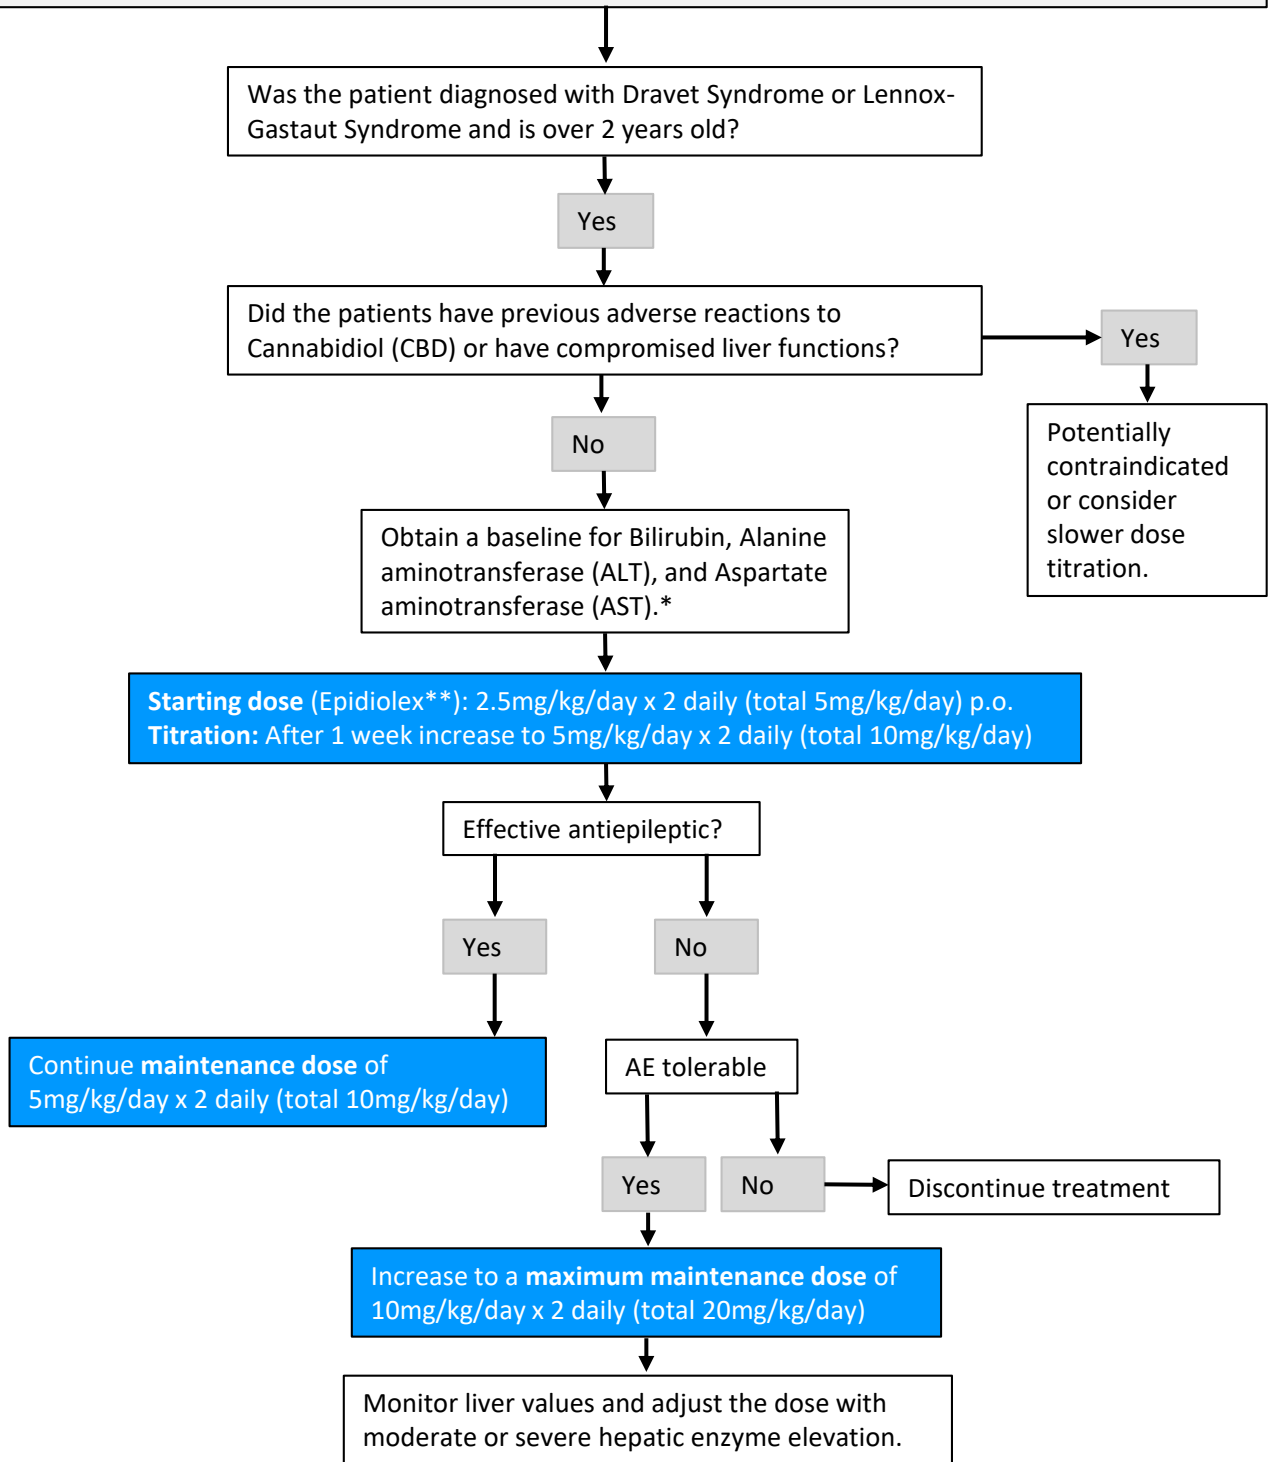 Was the patient diagnosed with Dravet Syndrome or Lennox-
Gastaut Syndrome and is over 2 years old?
Yes
Did the patients have previous adverse reactions to
Cannabidiol (CBD) or have compromised liver functions?
Yes
No
Potentially
contraindicated
or consider
slower dose
titration.
Obtain a baseline for Bilirubin, Alanine
aminotransferase (ALT), and Aspartate
aminotransferase (AST).*
Starting dose (Epidiolex**): 2.5mg/kg/day x 2 daily (total 5mg/kg/day) p.o.
Titration: After 1 week increase to 5mg/kg/day x 2 daily (total 10mg/kg/day)
Effective antiepileptic?
Yes
No
Continue maintenance dose of
5mg/kg/day x 2 daily (total 10mg/kg/day)
AE tolerable
Yes
No
Discontinue treatment
Increase to a maximum maintenance dose of
10mg/kg/day x 2 daily (total 20mg/kg/day)
Monitor liver values and adjust the dose with
moderate or severe hepatic enzyme elevation.